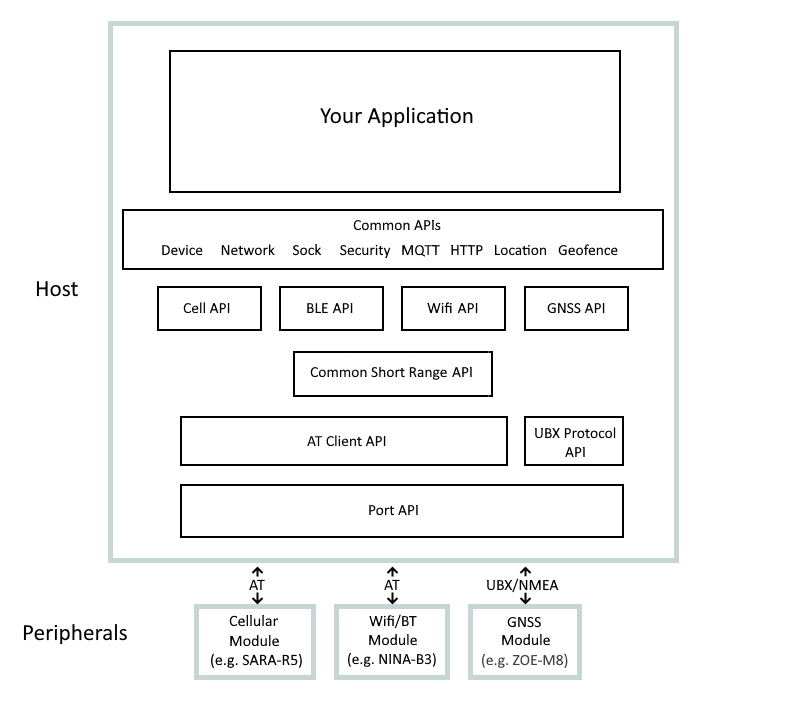 Your Application
Common APIs
Device Network Sock Security MQTT HTTP Location Geofence
Host
Cell API
BLE API
Wifi API
GNSS API
Common Short Range API
AT Client API
UBX Protocol
API
Port API
AT
AT
UBX/NMEA
Peripherals
Cellular
Module
(e.g. SARA-R5)
Wifi/BT
Module
(e.g. NINA-B3)
GNSS
Module
(e.g. ZOE-M8)